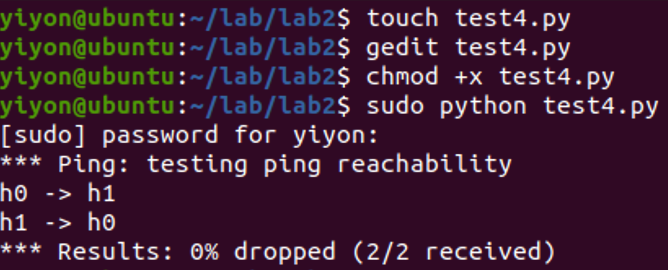 yiyon@ubuntu:~/lab/lab2$ touch test4.py
yiyon@ubuntu:~/lab/lab2$ gedit test4.py
yiyon@ubuntu:~/lab/lab2$ chmod +x test4.py
yiyon@ubuntu:~/lab/lab2$ sudo python test4.py
[sudo] password for yiyon:
*** Ping: testing ping reachability
h0 -> h1
h1 -> h0
*** Results: 0% dropped (2/2 received)